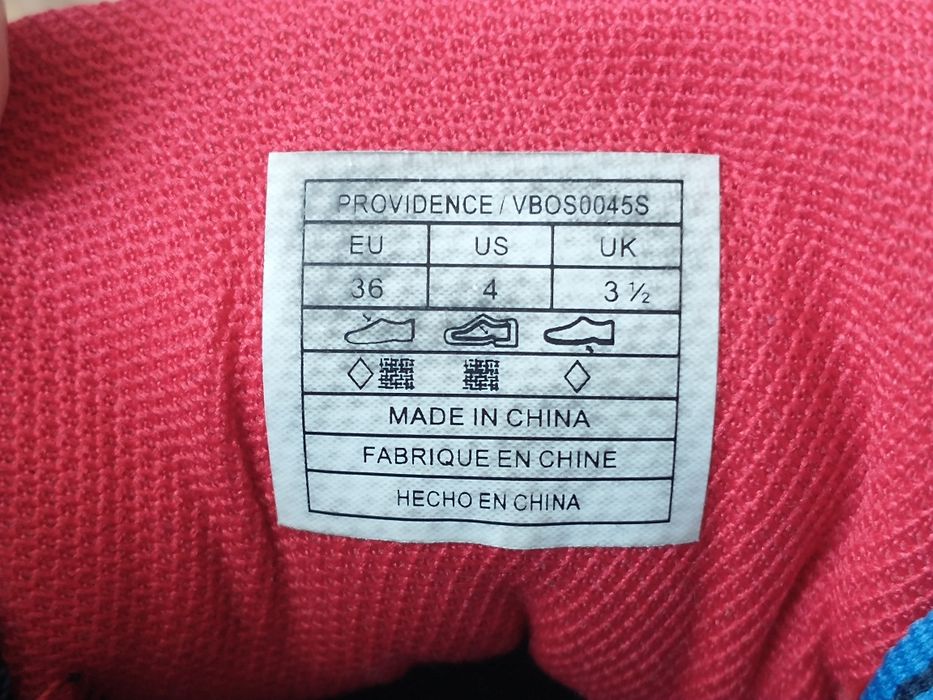 PROVIDENCE / VBOS0045S
EU US UK
36 4 3 ½
MADE IN CHINA
FABRIQUE EN CHINE
HECHO EN CHINA